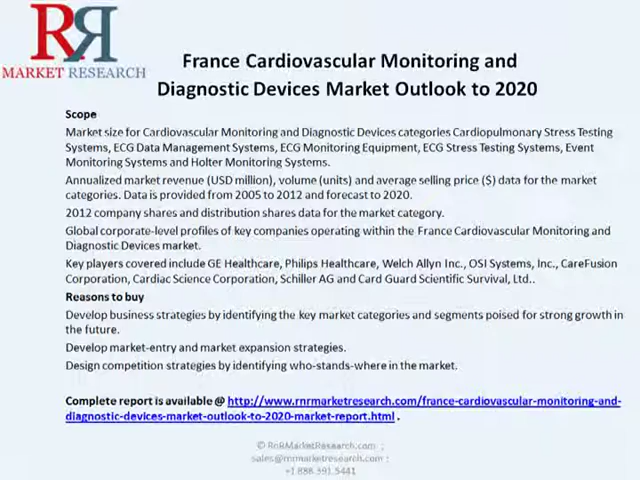 RR
MARKET RESEARCH
France Cardiovascular Monitoring and
Diagnostic Devices Market Outlook to 2020
Scope
Market size for Cardiovascular Monitoring and Diagnostic Devices categories Cardiopulmonary Stress Testing
Systems, ECG Data Management Systems, ECG Monitoring Equipment, ECG Stress Testing Systems, Event
Monitoring Systems and Holter Monitoring Systems.
Annualized market revenue (USD million), volume (units) and average selling price ($) data for the market
categories. Data is provided from 2005 to 2012 and forecast to 2020.
2012 company shares and distribution shares data for the market category.
Global corporate-level profiles of key companies operating within the France Cardiovascular Monitoring and
Diagnostic Devices market.
Key players covered include GE Healthcare, Philips Healthcare, Welch Allyn Inc., OSI Systems, Inc., CareFusion
Corporation, Cardiac Science Corporation, Schiller AG and Card Guard Scientific Survival, Ltd..
Reasons to buy
Develop business strategies by identifying the key market categories and segments poised for strong growth in
the future.
Develop market-entry and market expansion strategies.
Design competition strategies by identifying who-stands-where in the market.
Complete report is available @ http://www.rnrmarketresearch.com/france-cardiovascular-monitoring-and-
diagnostic-devices-market-outlook-to-2020-market-report.html .
© RnRMarketResearch.com ;
sales@rnrmarketresearch.com ;
+1 888 391 5441